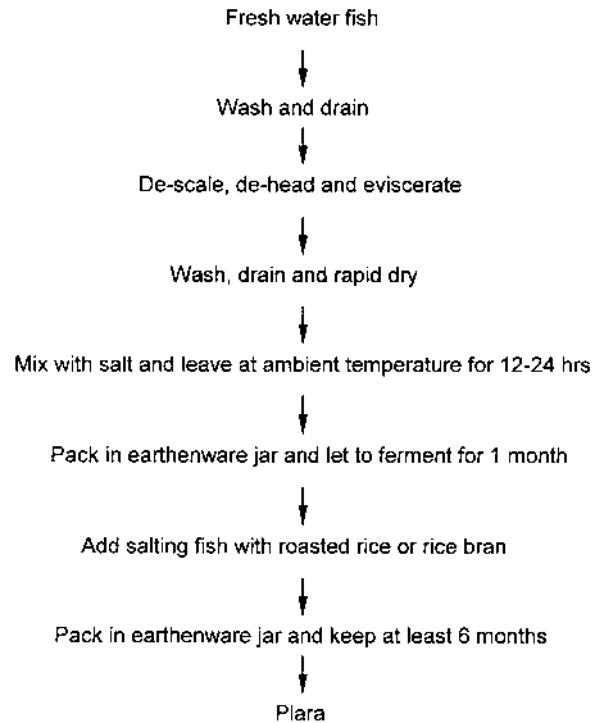 Fresh water fish
Wash and drain
De-scale, de-head and eviscerate
Wash, drain and rapid dry
Mix with salt and leave at ambient temperature for 12-24 hrs
Pack in earthenware jar and let to ferment for 1 month
Add salting fish with roasted rice or rice bran
Pack in earthenware jar and keep at least 6 months
Plara